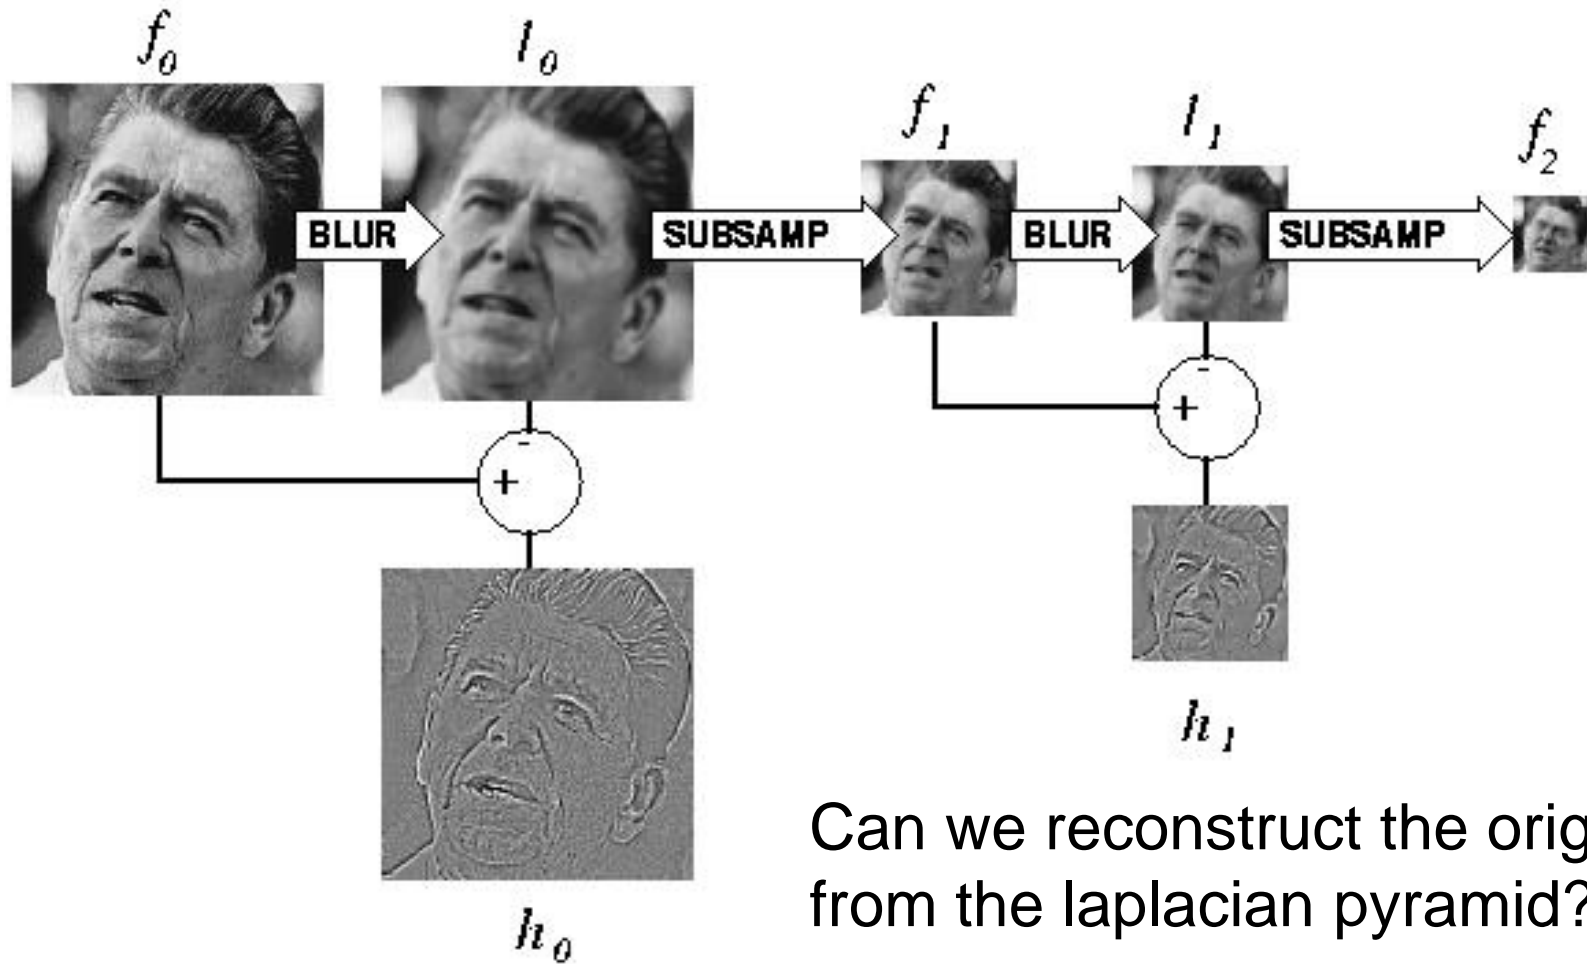 f0
l0
f1
l1
f2
BLUR
SUBSAMP
BLUR
SUBSAMP
-
+
-
+
h1
h0
Can we reconstruct the orig
from the laplacian pyramid?